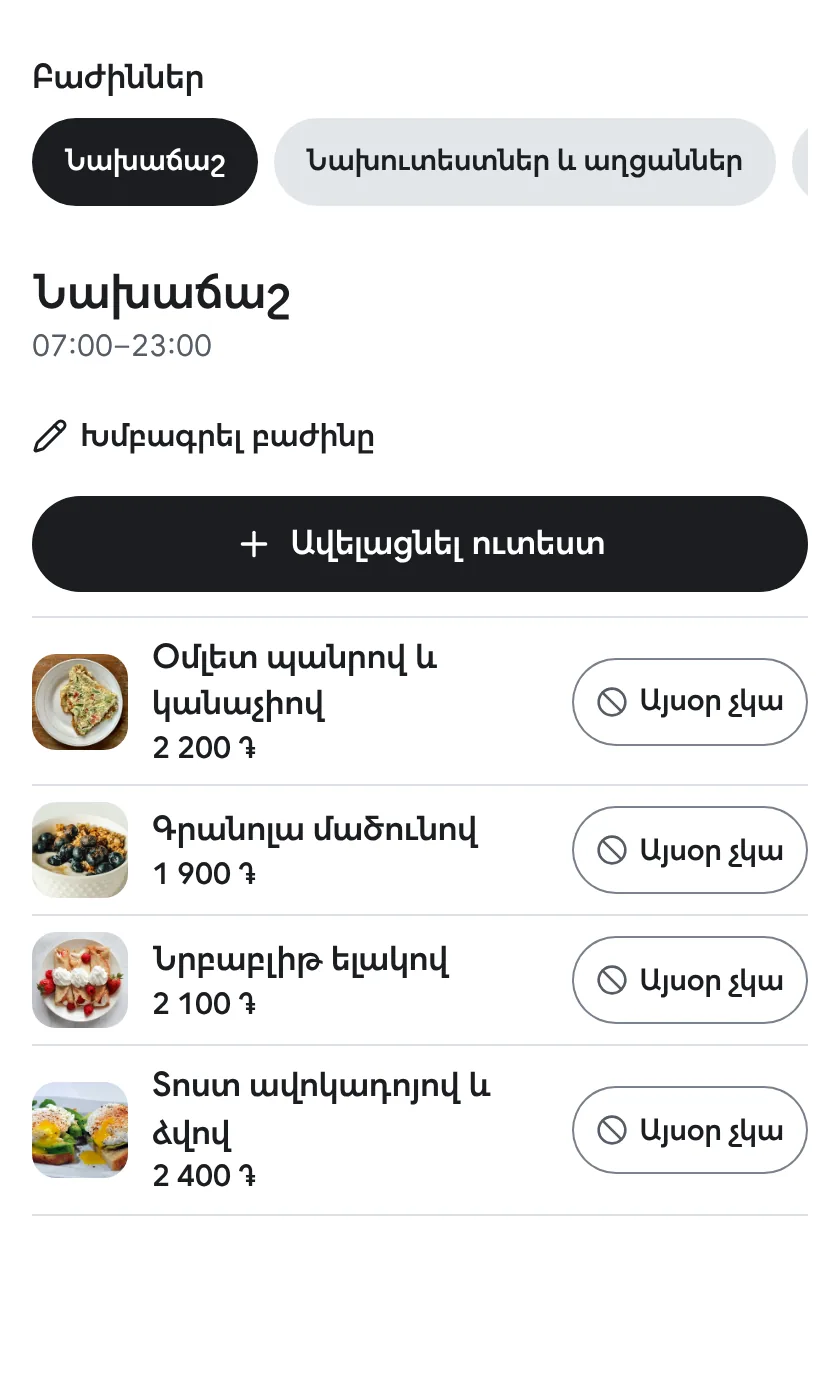 Բաժիններ
Նախաճաշ
Նախուտեստներ և աղցաններ
Նախաճաշ
07:00–23:00
Խմբագրել բաժինը
+ Ավելացնել ուտեստ
Օմլետ պանրով և
կանաչիով
2 200 ֏
Այսօր չկա
Գրանոլա մածունով
1 900 ֏
Այսօր չկա
Նրբաբլիթ ելակով
2 100 ֏
Այսօր չկա
Տոստ ավոկադոյով և
ձվով
2 400 ֏
Այսօր չկա